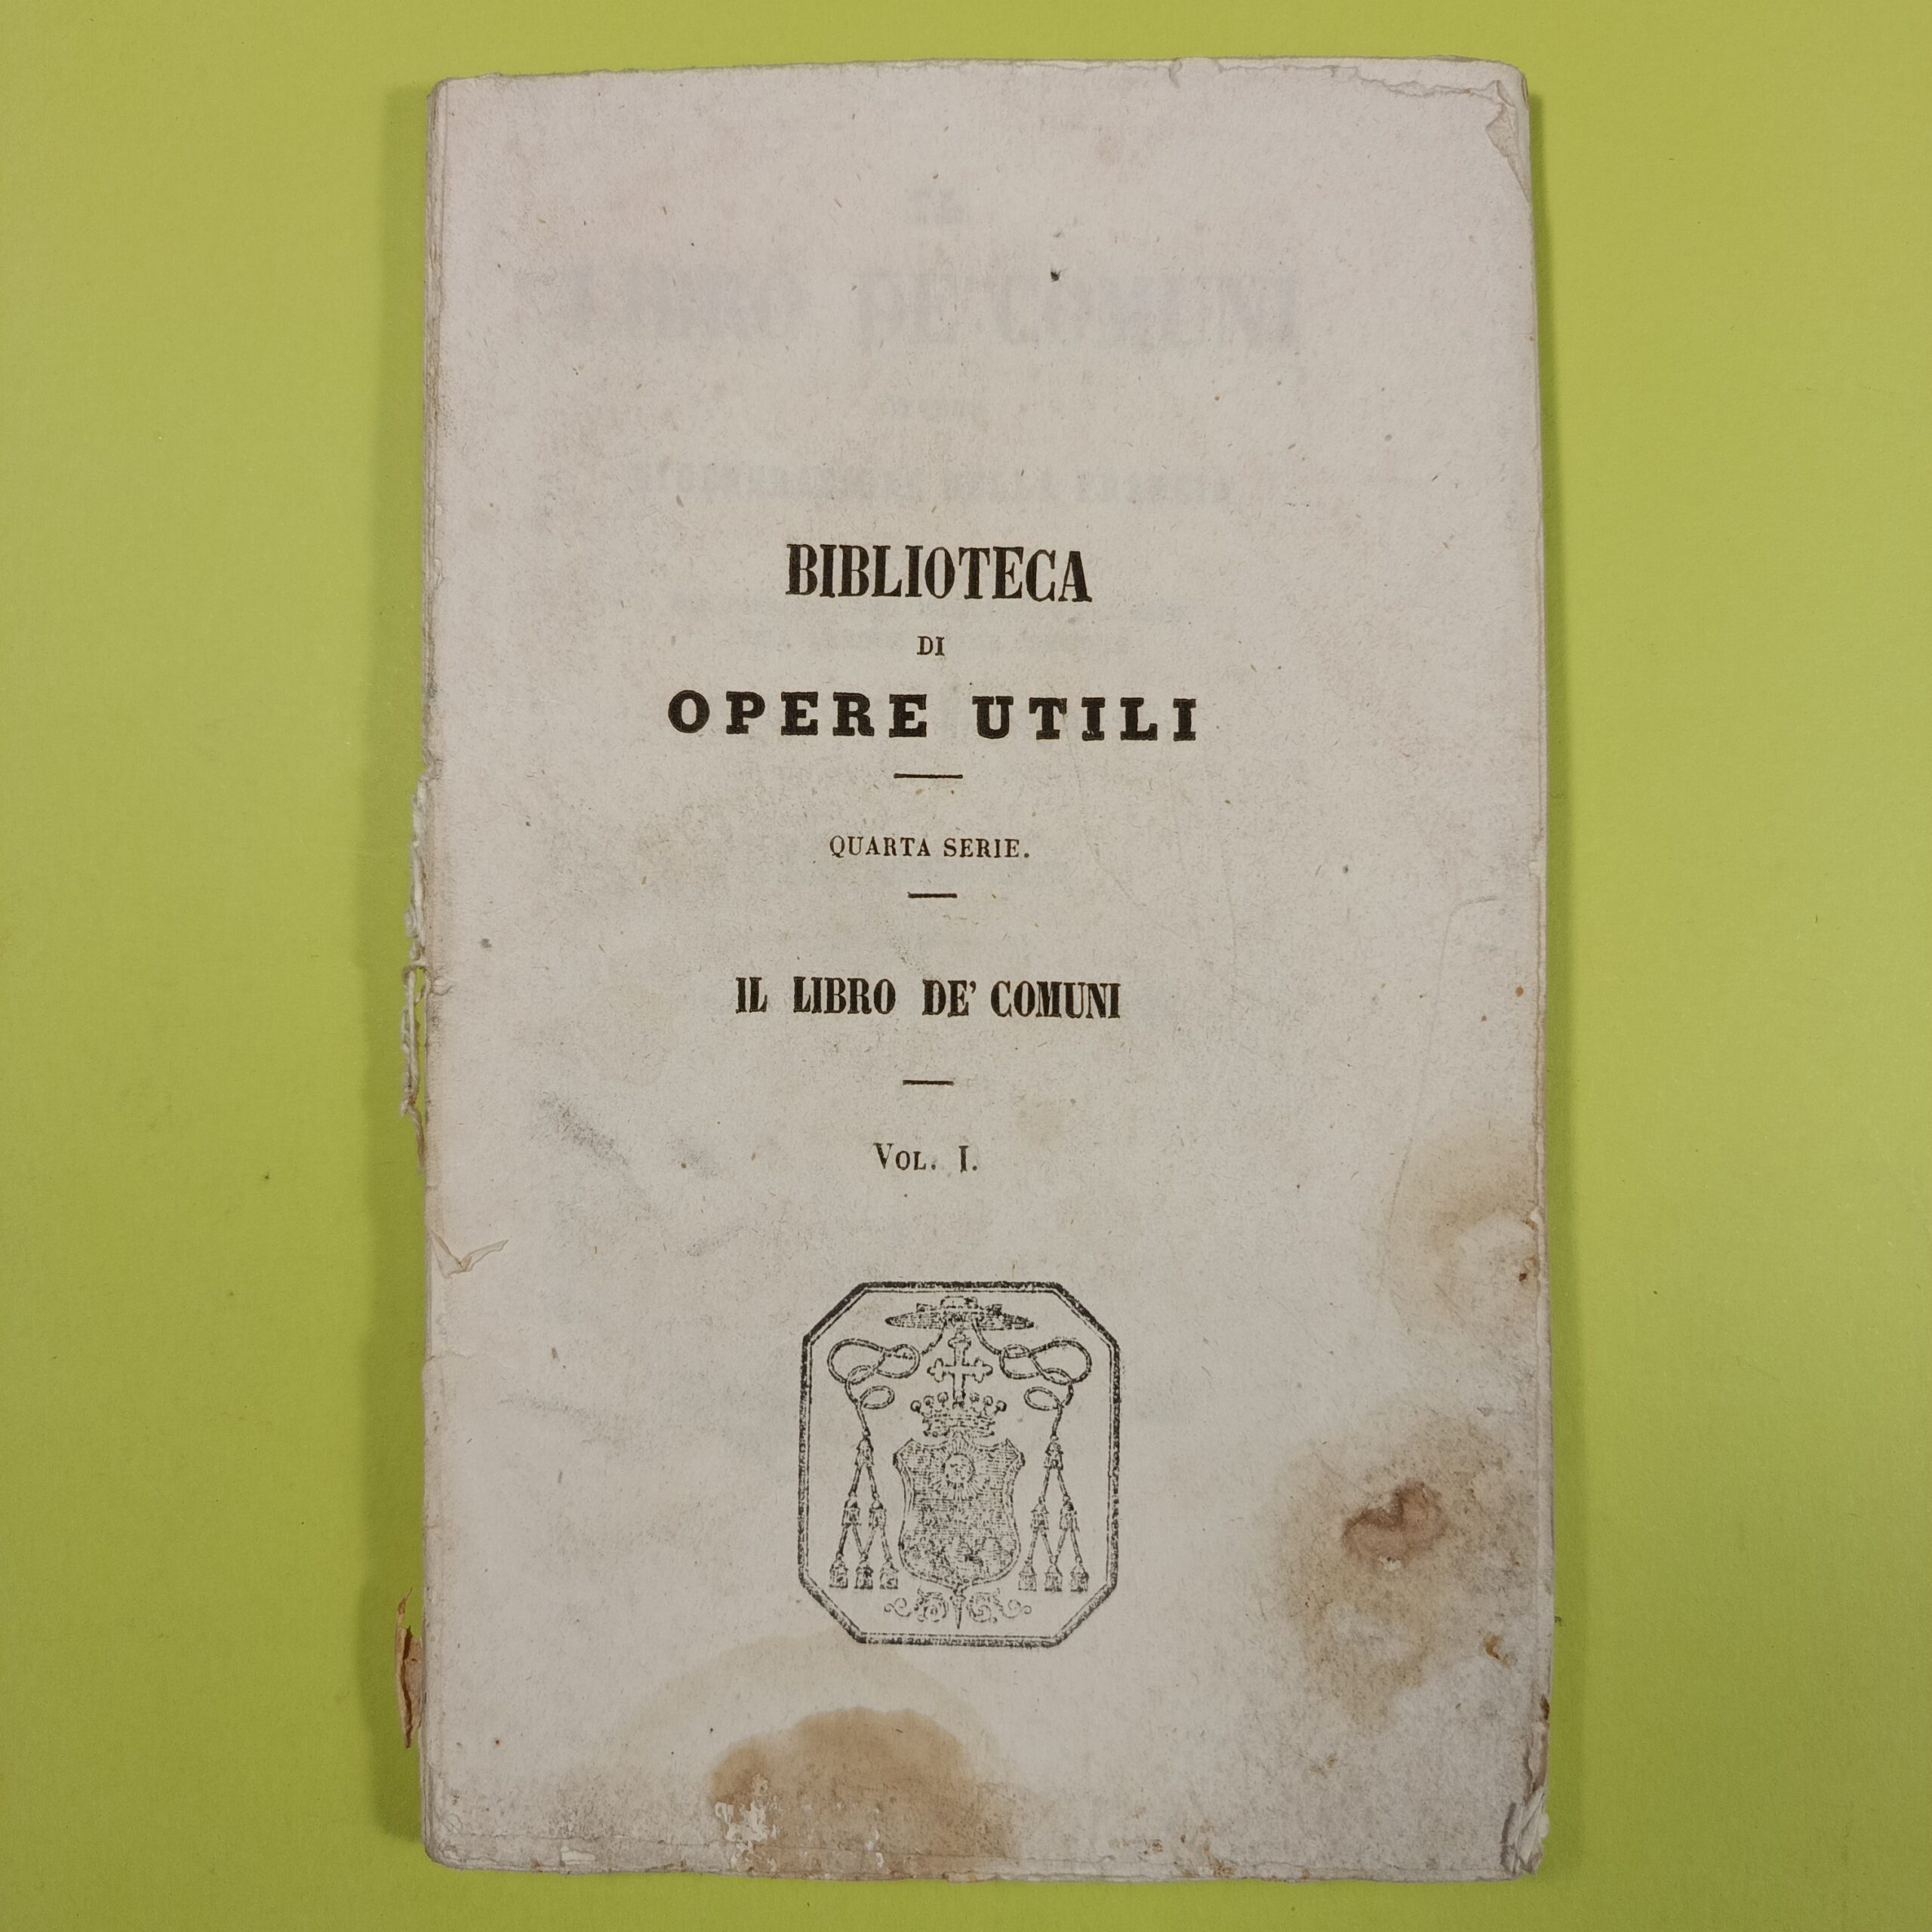 BIBLIOTECA
DI
OPERE UTILI
QUARTA SERIE.
IL LIBRO DE' COMUNI
VOL. I.